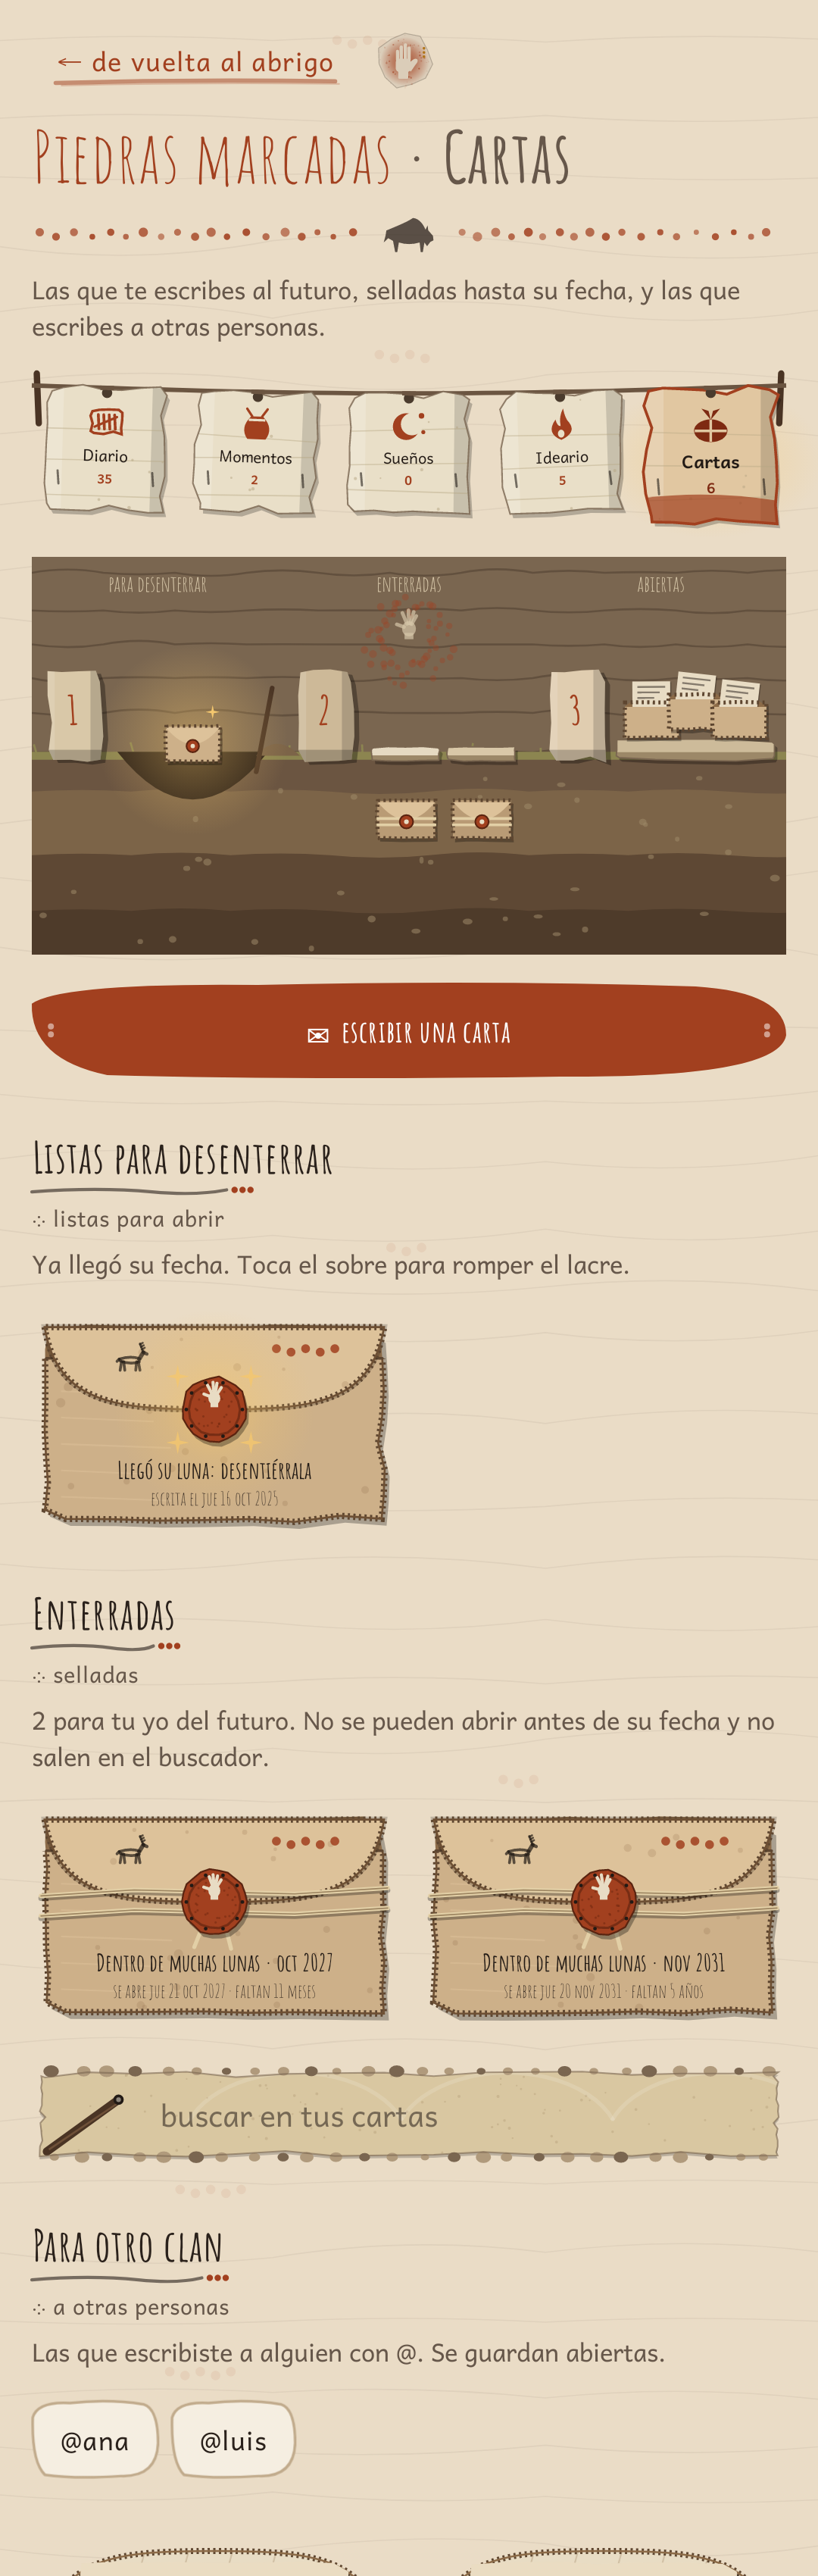 ← de vuelta al abrigo
Piedras marcadas · Cartas
Las que te escribes al futuro, selladas hasta su fecha, y las que
escribes a otras personas.
Diario
35
Momentos
2
Sueños
0
Ideario
5
Cartas
6
para desenterrar
enterradas
abiertas
1
2
3
✉ escribir una carta
Listas para desenterrar
listas para abrir
Ya llegó su fecha. Toca el sobre para romper el lacre.
Llegó su luna: desentiérrala
escrita el jue 16 oct 2025
Enterradas
selladas
2 para tu yo del futuro. No se pueden abrir antes de su fecha y no
salen en el buscador.
Dentro de muchas lunas · oct 2027
se abre jue 21 oct 2027 · faltan 11 meses
Dentro de muchas lunas · nov 2031
se abre jue 20 nov 2031 · faltan 5 años
buscar en tus cartas
Para otro clan
a otras personas
Las que escribiste a alguien con @. Se guardan abiertas.
@ana
@luis